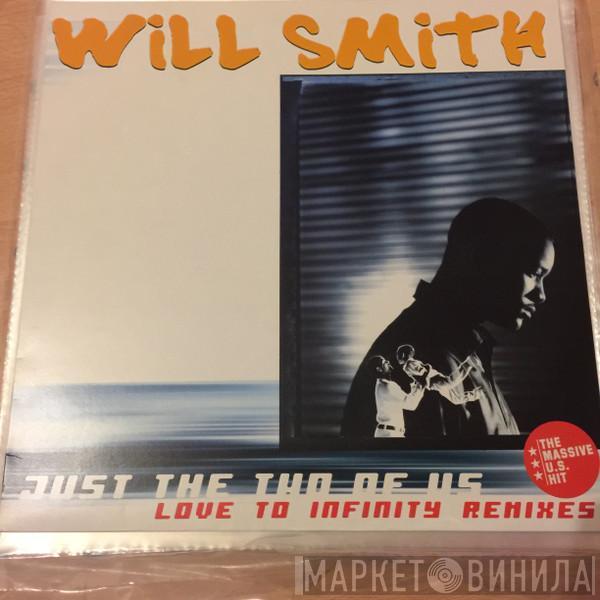 WiLL SMiTH
THE
MASSIVE
U.S.
HIT
JUST THE TWO OF US
LOVE TO INFINITY REMIXES
МАРКЕТ ВИНИЛА